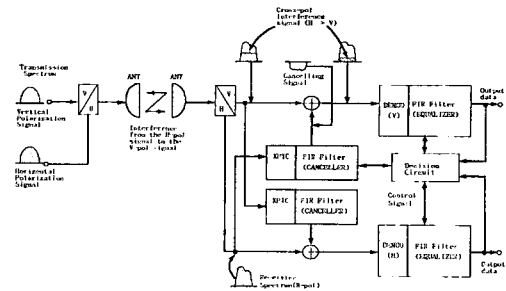 Cross-pol
Interference
signal (H > V)
Transmission
Spectrum
ANT
ANT
Cancelling
Signal
Output
data
V
H
V
H
DEMOD
(V)
FIR Filter
(EQUALIZER)
Vertical
Polarization
Signal
Interference
from the H-pol
signal to the
V-pol signal
XPIC
FIR Filter
(CANCELLER)
Decision
Circuit
Horizontal
Polarization
Signal
XPIC
FIR Filter
(CANCELLER)
Control
Signal
DEMOD
(H)
FIR Filter
(EQUALIZER)
Output
data
Receiving
Spectrum(H-pol)